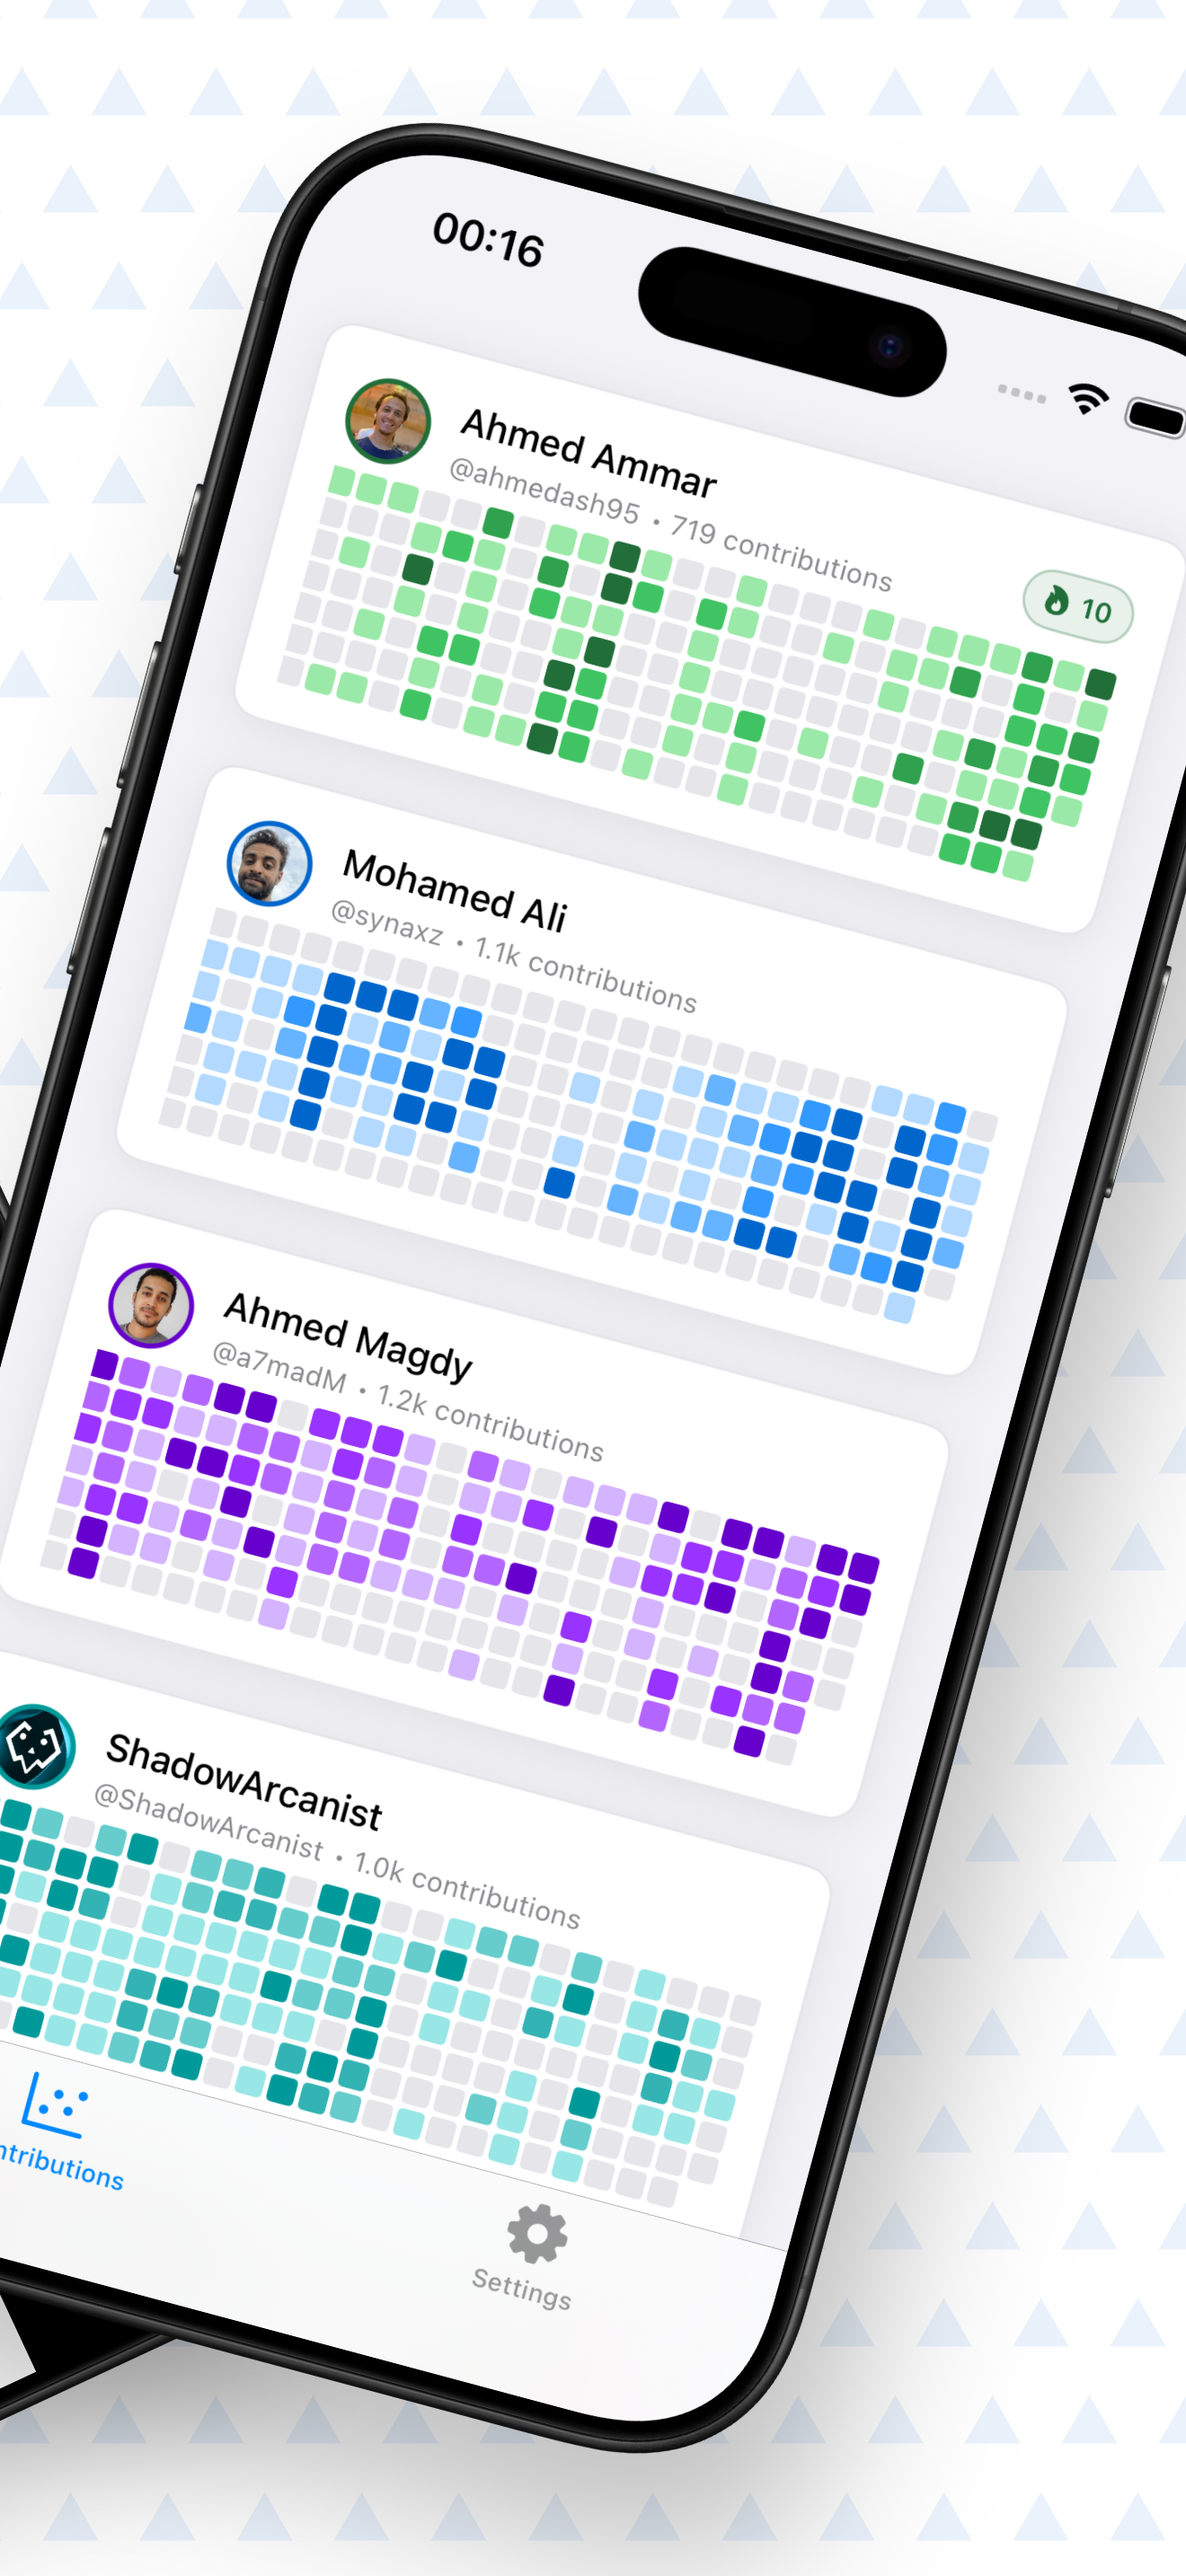 00:16
Ahmed Ammar
@ahmedash95 • 719 contributions
10
Mohamed Ali
@synaxz • 1.1k contributions
Ahmed Magdy
@a7madM • 1.2k contributions
ShadowArcanist
@ShadowArcanist • 1.0k contributions
ntributions
Settings